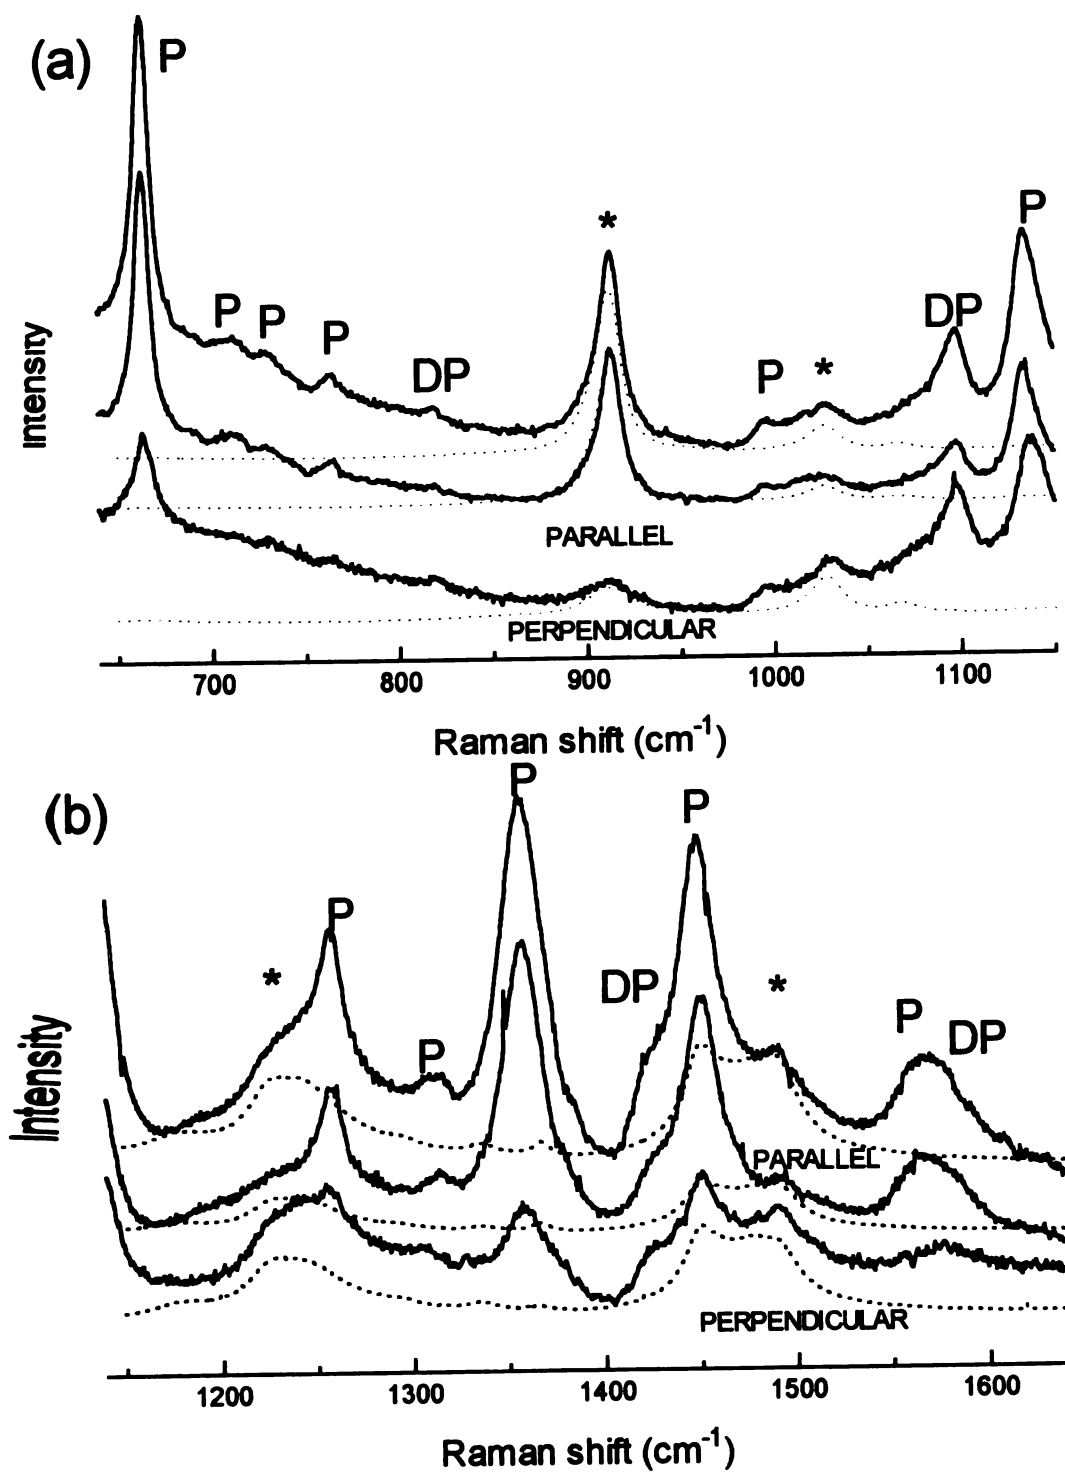 (a)
P
P
P
P
DP
*
P
*
DP
P
Intensity
PARALLEL
PERPENDICULAR
700
800
900
1000
1100
Raman shift (cm-1)
(b)
P
P
P
*
P
DP
*
P
DP
Intensity
PARALLEL
PERPENDICULAR
1200
1300
1400
1500
1600
Raman shift (cm-1)